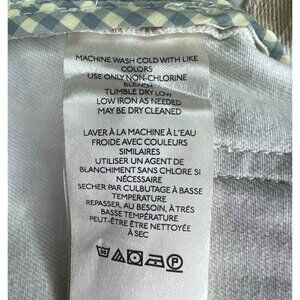 MACHINE WASH COLD WITH LIKE
COLORS
USE ONLY NON-CHLORINE
BLEACH
TUMBLE DRY LOW
LOW IRON AS NEEDED
MAY BE DRY CLEANED
LAVER À LA MACHINE À L'EAU
FROIDE AVEC COULEURS
SIMILAIRES
UTILISER UN AGENT DE
BLANCHIMENT SANS CHLORE SI
NÉCESSAIRE
SECHER PAR CULBUTAGE À BASSE
TEMPERATURE
REPASSER, AU BESOIN, À TRÈS
BASSE TEMPÉRATURE
PEUT-ÊTRE ÊTRE NETTOYÉE
À SEC